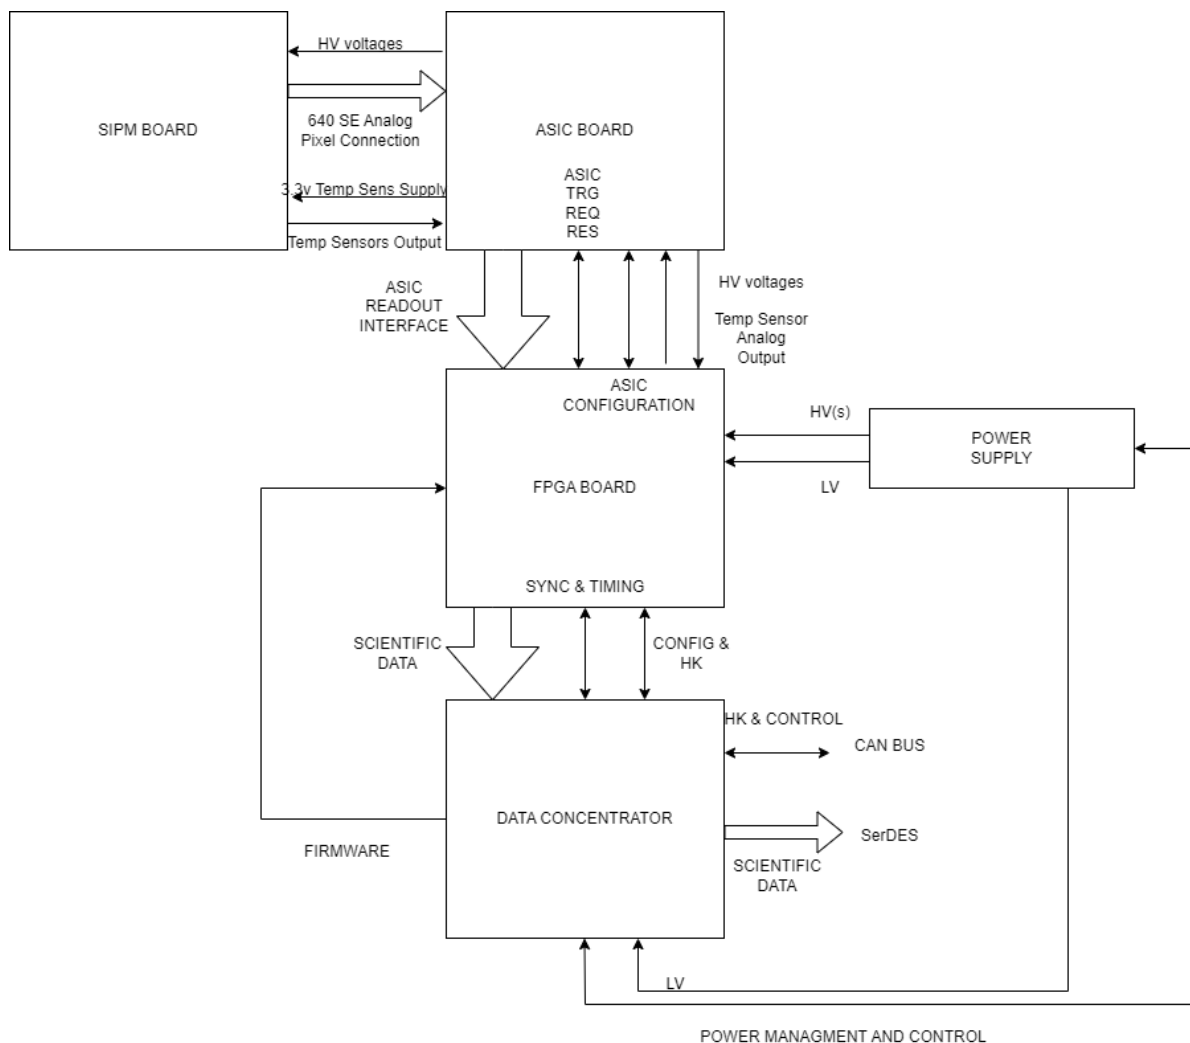 HV voltages
SIPM BOARD
640 SE Analog
Pixel Connection
3.3v Temp Sens Supply
Temp Sensors Output
ASIC BOARD
ASIC
TRG
REQ
RES
ASIC
READOUT
INTERFACE
HV voltages
Temp Sensor
Analog
Output
ASIC
CONFIGURATION
FPGA BOARD
SYNC & TIMING
HV(s)
LV
POWER
SUPPLY
SCIENTIFIC
DATA
CONFIG &
HK
HK & CONTROL
CAN BUS
DATA CONCENTRATOR
SerDES
SCIENTIFIC
DATA
FIRMWARE
LV
POWER MANAGMENT AND CONTROL